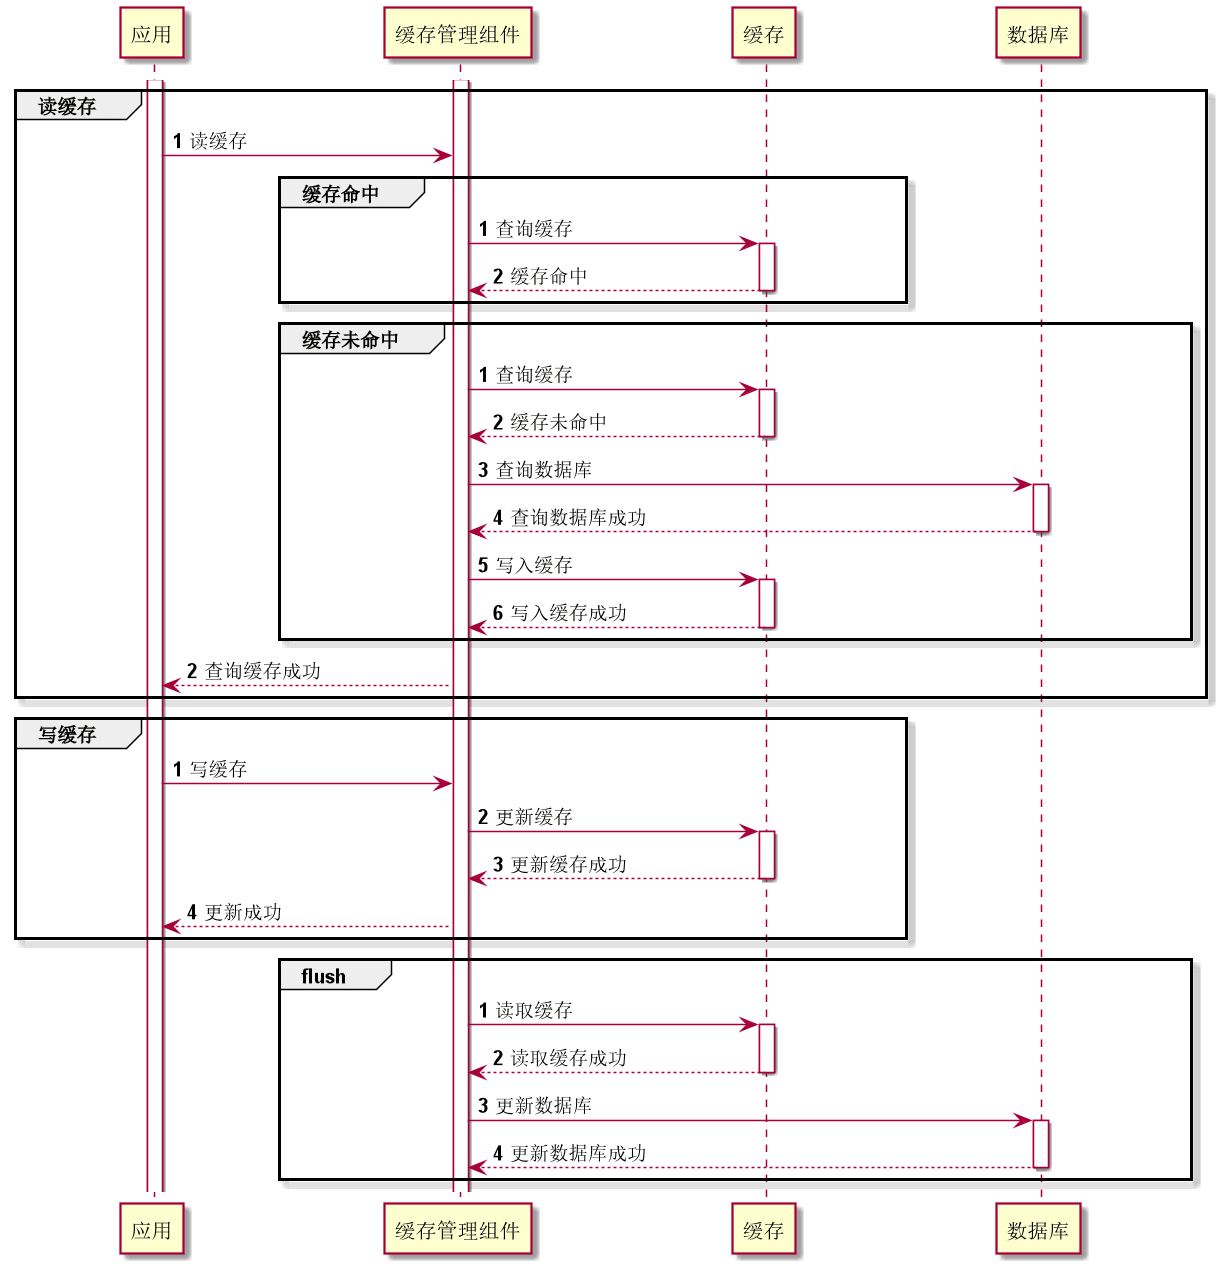 应用
缓存管理组件
缓存
数据库
读缓存
1 读缓存
缓存命中
1 查询缓存
2 缓存命中
缓存未命中
1 查询缓存
2 缓存未命中
3 查询数据库
4 查询数据库成功
5 写入缓存
6 写入缓存成功
2 查询缓存成功
写缓存
1 写缓存
2 更新缓存
3 更新缓存成功
4 更新成功
flush
1 读取缓存
2 读取缓存成功
3 更新数据库
4 更新数据库成功
应用
缓存管理组件
缓存
数据库